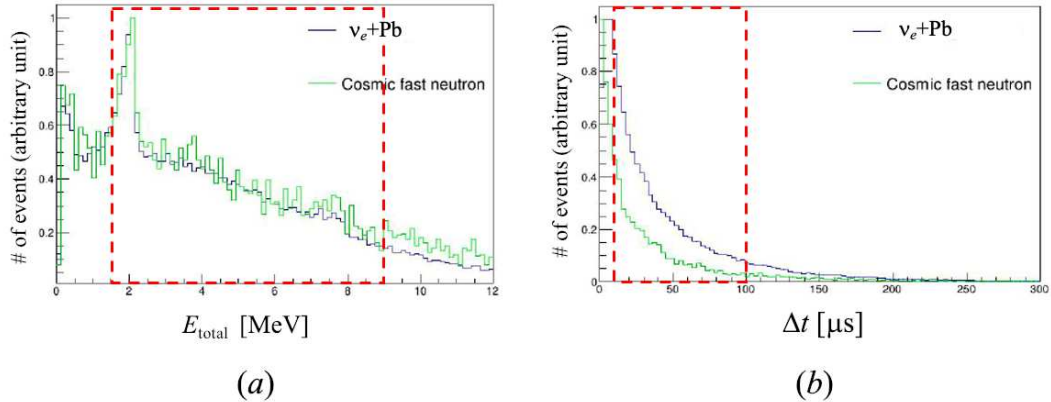 # of events (arbitrary unit)
1
0.8
0.6
0.4
0.2
0 2 4 6 8 10 12
E_total [MeV]
ν_e+Pb
Cosmic fast neutron
(a)
# of events (arbitrary unit)
1
0.8
0.6
0.4
0.2
0
0 50 100 150 200 250 300
Δt [μs]
ν_e+Pb
Cosmic fast neutron
(b)